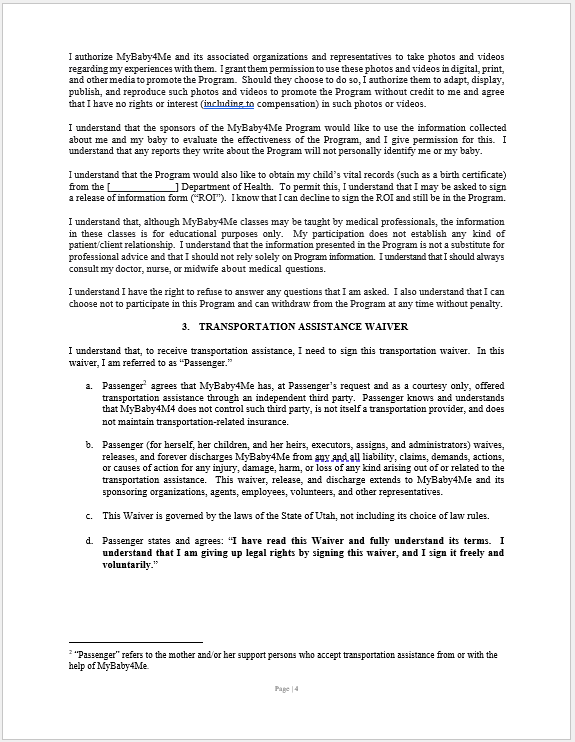 I authorize MyBaby4Me and its associated organizations and representatives to take photos and videos
regarding my experiences with them. I grant them permission to use these photos and videos in digital, print,
and other media to promote the Program. Should they choose to do so, I authorize them to adapt, display,
publish, and reproduce such photos and videos to promote the Program without credit to me and agree
that I have no rights or interest (including to compensation) in such photos or videos.
I understand that the sponsors of the MyBaby4Me Program would like to use the information collected
about me and my baby to evaluate the effectiveness of the Program, and I give permission for this. I
understand that any reports they write about the Program will not personally identify me or my baby.
I understand that the Program would also like to obtain my child's vital records (such as a birth certificate)
from the [____________] Department of Health. To permit this, I understand that I may be asked to sign
a release of information form ("ROI"). I know that I can decline to sign the ROI and still be in the Program.
I understand that, although MyBaby4Me classes may be taught by medical professionals, the information
in these classes is for educational purposes only. My participation does not establish any kind of
patient/client relationship. I understand that the information presented in the Program is not a substitute for
professional advice and that I should not rely solely on Program information. I understand that I should always
consult my doctor, nurse, or midwife about medical questions.
I understand I have the right to refuse to answer any questions that I am asked. I also understand that I can
choose not to participate in this Program and can withdraw from the Program at any time without penalty.
3. TRANSPORTATION ASSISTANCE WAIVER
I understand that, to receive transportation assistance, I need to sign this transportation waiver. In this
waiver, I am referred to as "Passenger."
a. Passenger² agrees that MyBaby4Me has, at Passenger's request and as a courtesy only, offered
transportation assistance through an independent third party. Passenger knows and understands
that MyBaby4M4 does not control such third party, is not itself a transportation provider, and does
not maintain transportation-related insurance.
b. Passenger (for herself, her children, and her heirs, executors, assigns, and administrators) waives,
releases, and forever discharges MyBaby4Me from any and all liability, claims, demands, actions,
or causes of action for any injury, damage, harm, or loss of any kind arising out of or related to the
transportation assistance. This waiver, release, and discharge extends to MyBaby4Me and its
sponsoring organizations, agents, employees, volunteers, and other representatives.
c. This Waiver is governed by the laws of the State of Utah, not including its choice of law rules.
d. Passenger states and agrees: "I have read this Waiver and fully understand its terms. I
understand that I am giving up legal rights by signing this waiver, and I sign it freely and
voluntarily."
² "Passenger" refers to the mother and/or her support persons who accept transportation assistance from or with the
help of MyBaby4Me.
Page | 4